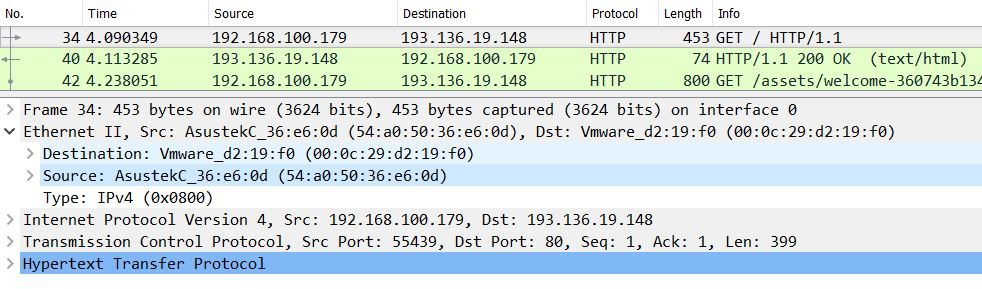 No. Time Source Destination Protocol Length Info
34 4.090349 192.168.100.179 193.136.19.148 HTTP 453 GET / HTTP/1.1
40 4.113285 193.136.19.148 192.168.100.179 HTTP 74 HTTP/1.1 200 OK (text/html)
42 4.238051 192.168.100.179 193.136.19.148 HTTP 800 GET /assets/welcome-360743b134
Frame 34: 453 bytes on wire (3624 bits), 453 bytes captured (3624 bits) on interface 0
Ethernet II, Src: AsustekC_36:e6:0d (54:a0:50:36:e6:0d), Dst: Vmware_d2:19:f0 (00:0c:29:d2:19:f0)
Destination: Vmware_d2:19:f0 (00:0c:29:d2:19:f0)
Source: AsustekC_36:e6:0d (54:a0:50:36:e6:0d)
Type: IPv4 (0x0800)
Internet Protocol Version 4, Src: 192.168.100.179, Dst: 193.136.19.148
Transmission Control Protocol, Src Port: 55439, Dst Port: 80, Seq: 1, Ack: 1, Len: 399
Hypertext Transfer Protocol